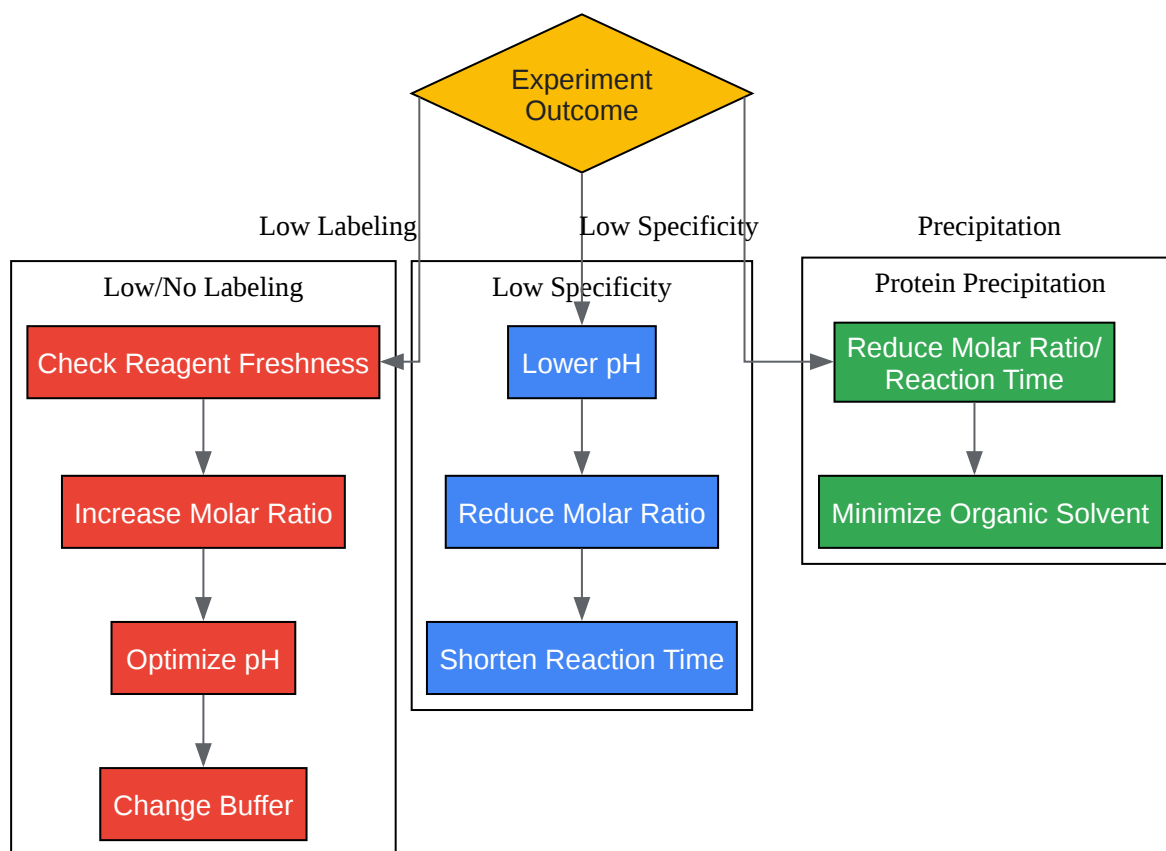 Experiment
Outcome
Low Labeling
Low Specificity
Precipitation
Low/No Labeling
Check Reagent Freshness
Increase Molar Ratio
Optimize pH
Change Buffer
Low Specificity
Lower pH
Reduce Molar Ratio
Shorten Reaction Time
Protein Precipitation
Reduce Molar Ratio/
Reaction Time
Minimize Organic Solvent